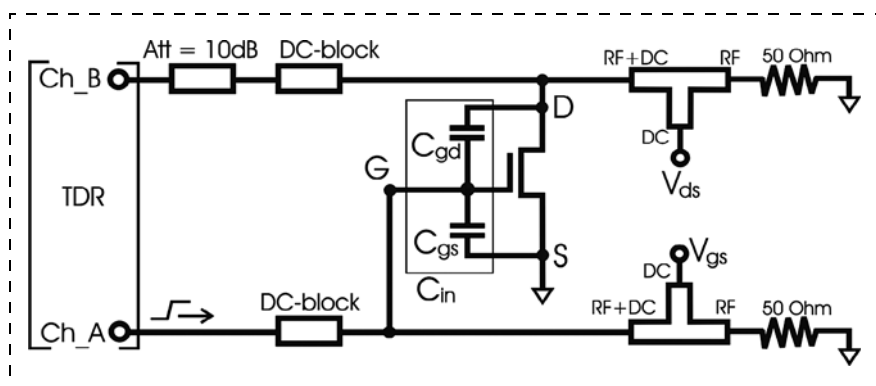 Att = 10dB
DC-block
Ch_B
RF+DC
RF
50 Ohm
D
DC
C_gd
V_ds
G
TDR
C_gs
S
V_gs
C_in
DC
DC-block
RF+DC
RF
50 Ohm
Ch_A